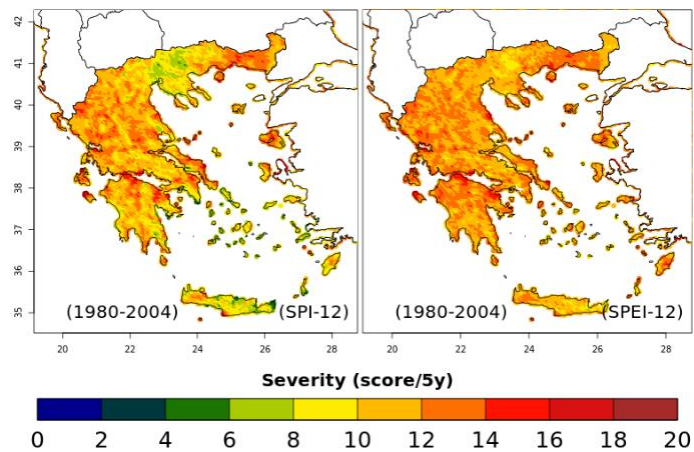 42
41
40
39
38
37
36
35
(1980-2004) (SPI-12) (1980-2004) (SPEI-12)
20 22 24 26 28 20 22 24 26 28
Severity (score/5y)
0 2 4 6 8 10 12 14 16 18 20